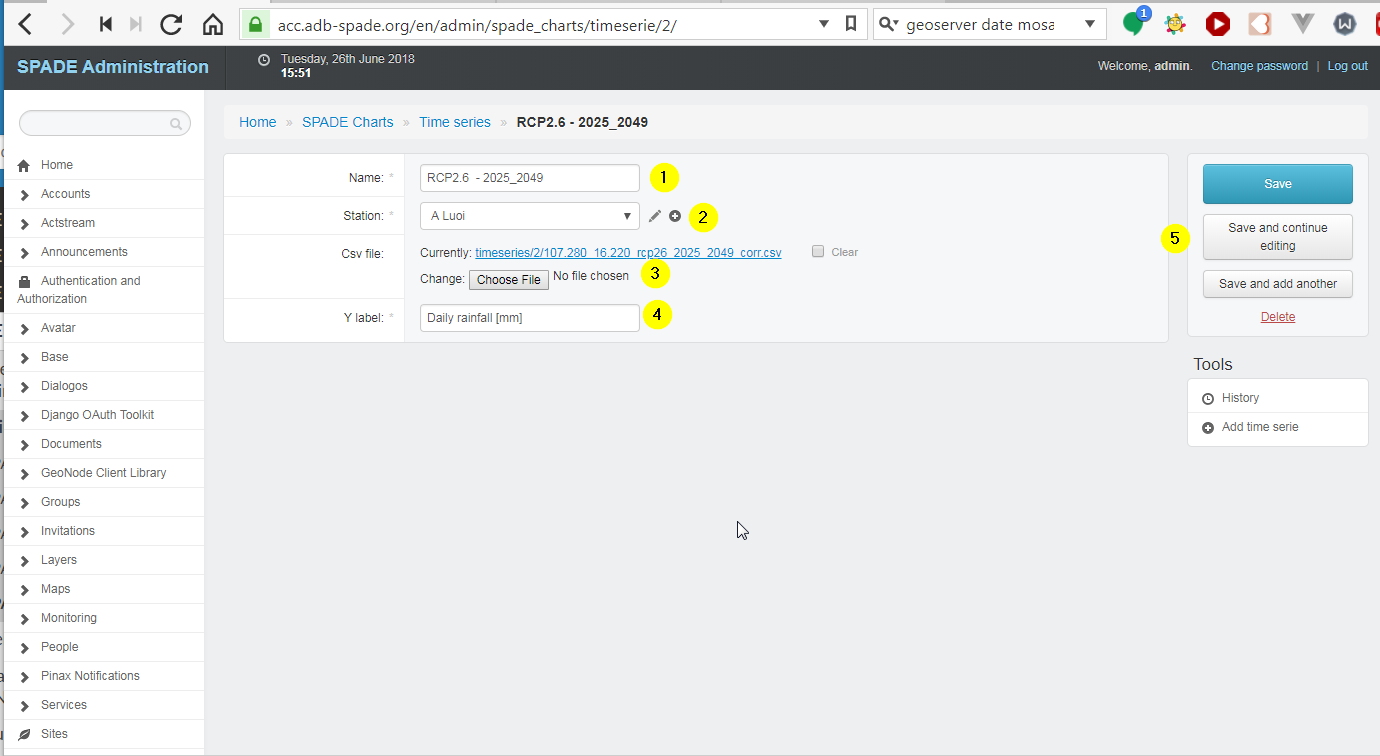 acc.adb-spade.org/en/admin/spade_charts/timeserie/2/
geoserver date mosa
1
SPADE Administration
Tuesday, 26th June 2018
15:51
Welcome, admin.
Change password | Log out
Home » SPADE Charts » Time series » RCP2.6 - 2025_2049
Home
Accounts
Actstream
Announcements
Authentication and
Authorization
Avatar
Base
Dialogos
Django OAuth Toolkit
Documents
GeoNode Client Library
Groups
Invitations
Layers
Maps
Monitoring
People
Pinax Notifications
Services
Sites
Name: * RCP2.6 - 2025_2049 1
Station: * A Luoi 2
Csv file: Currently: timeseries/2/107.280_16.220_rcp26_2025_2049_corr.csv Clear
Change: Choose File No file chosen 3
Y label: * Daily rainfall [mm] 4
5
Save
Save and continue
editing
Save and add another
Delete
Tools
History
Add time serie